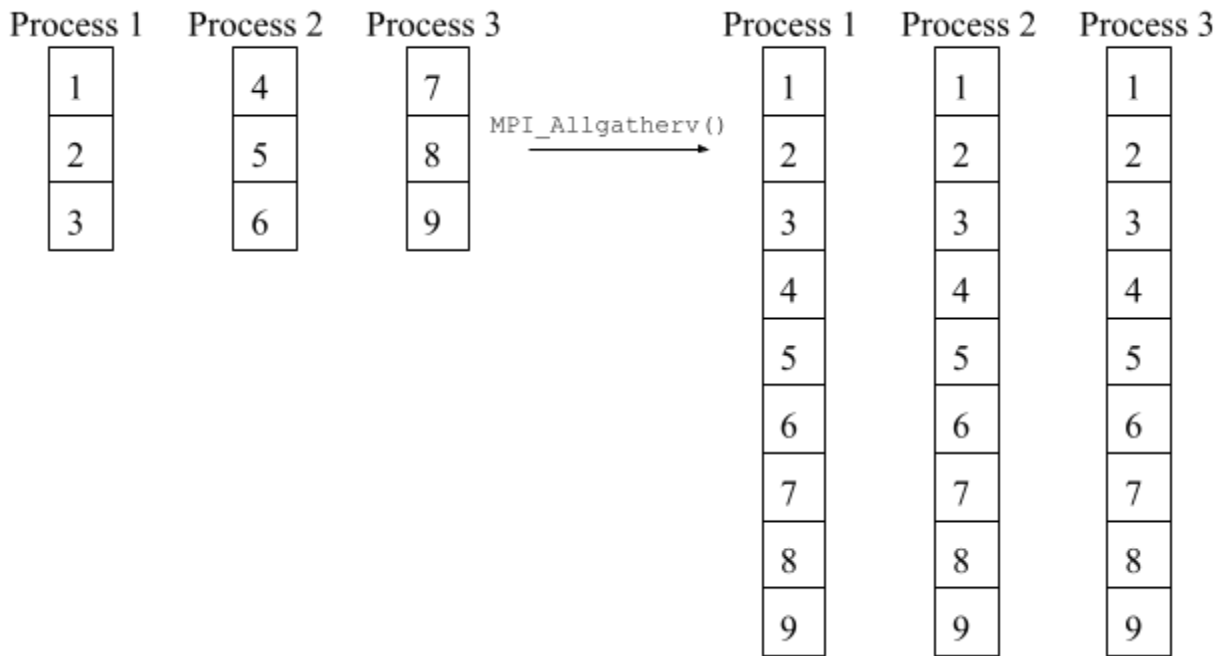 Process 1 Process 2 Process 3 Process 1 Process 2 Process 3
1 4 7 1 1 1
MPI_Allgatherv()
2 5 8 2 2 2
3 6 9 3 3 3
4 4 4
5 5 5
6 6 6
7 7 7
8 8 8
9 9 9